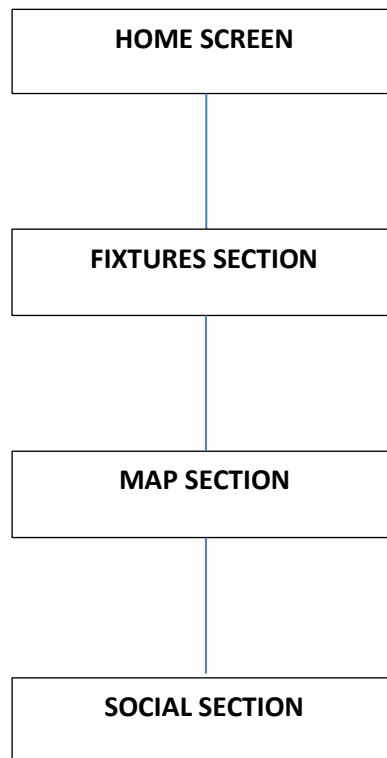 HOME SCREEN
FIXTURES SECTION
MAP SECTION
SOCIAL SECTION